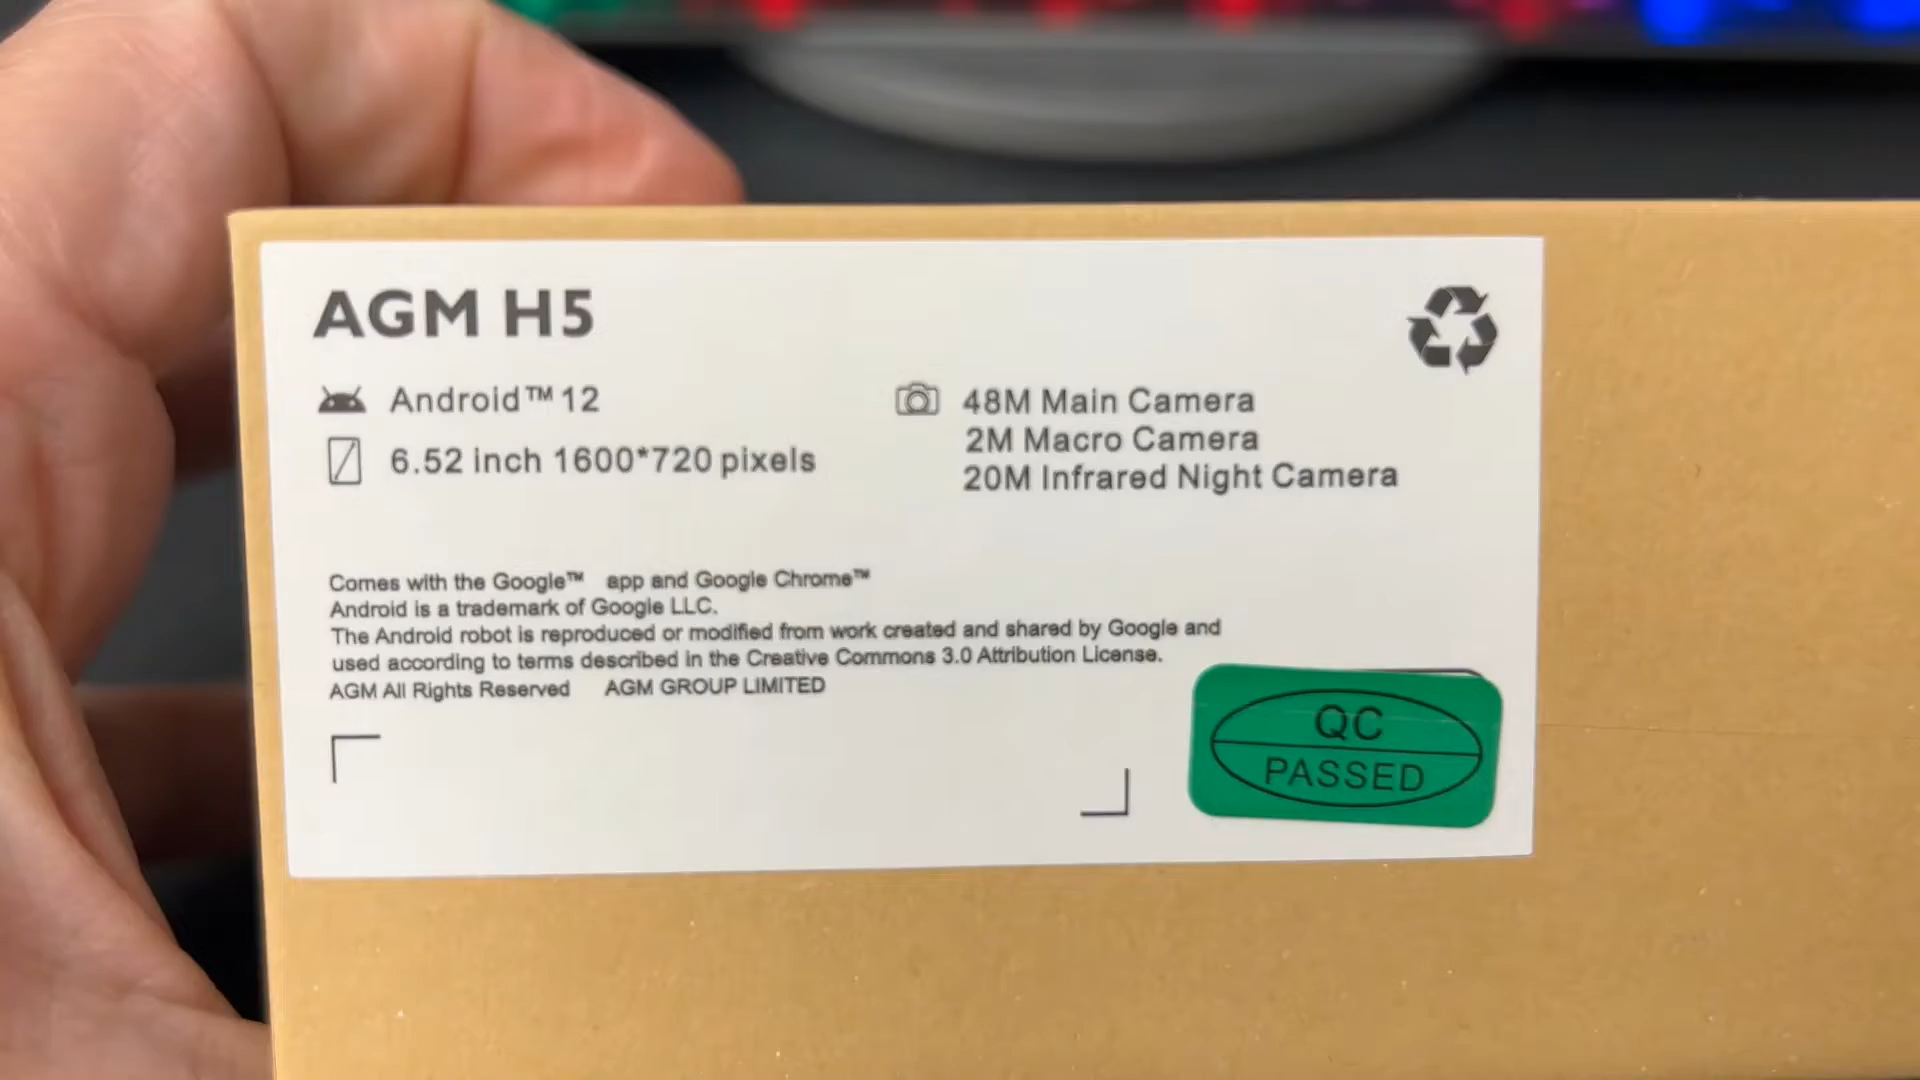 AGM H5
Android™ 12
6.52 inch 1600*720 pixels
48M Main Camera
2M Macro Camera
20M Infrared Night Camera
Comes with the Google™ app and Google Chrome™
Android is a trademark of Google LLC.
The Android robot is reproduced or modified from work created and shared by Google and
used according to terms described in the Creative Commons 3.0 Attribution License.
AGM All Rights Reserved AGM GROUP LIMITED
QC
PASSED